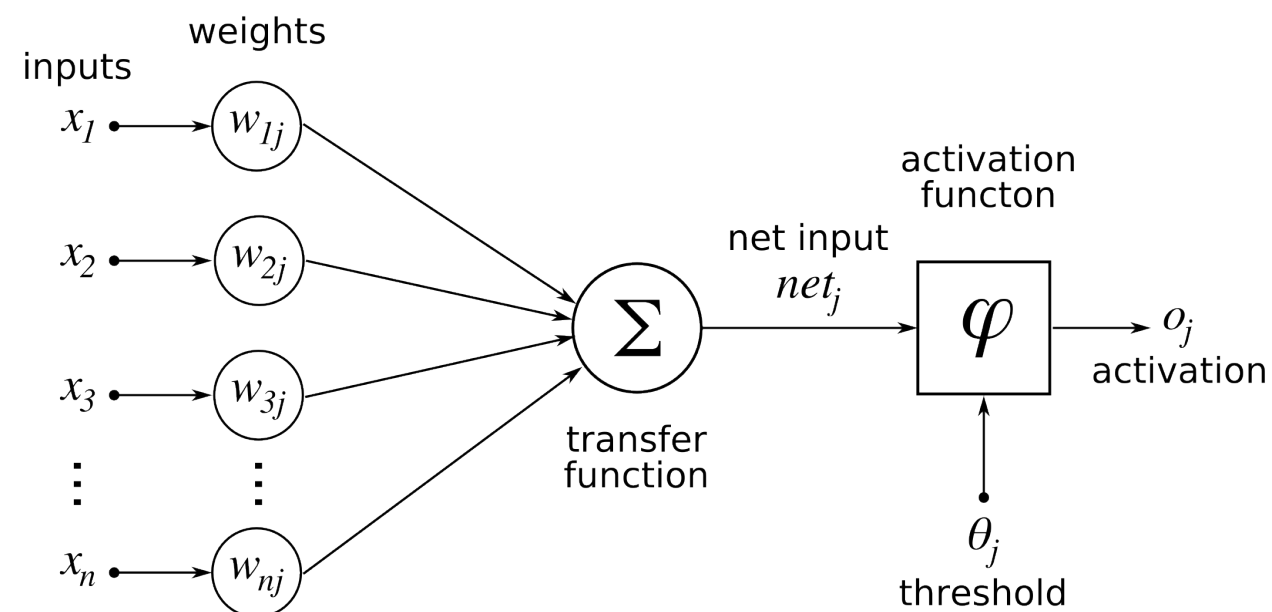 weights
inputs
x1
w1j
x2
w2j
x3
w3j
⋮ ⋮
xn
wnj
Σ
transfer
function
net input
netj
activation
functon
φ
oj
activation
θj
threshold